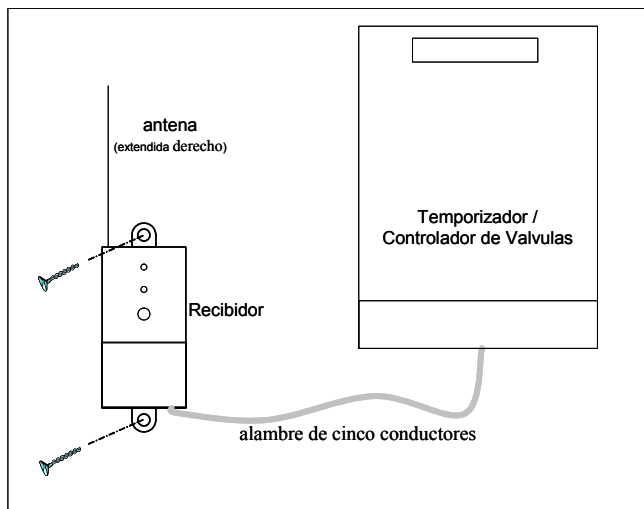 antena
(extendida derecho)
Temporizador /
Controlador de Valvulas
Recibidor
alambre de cinco conductores